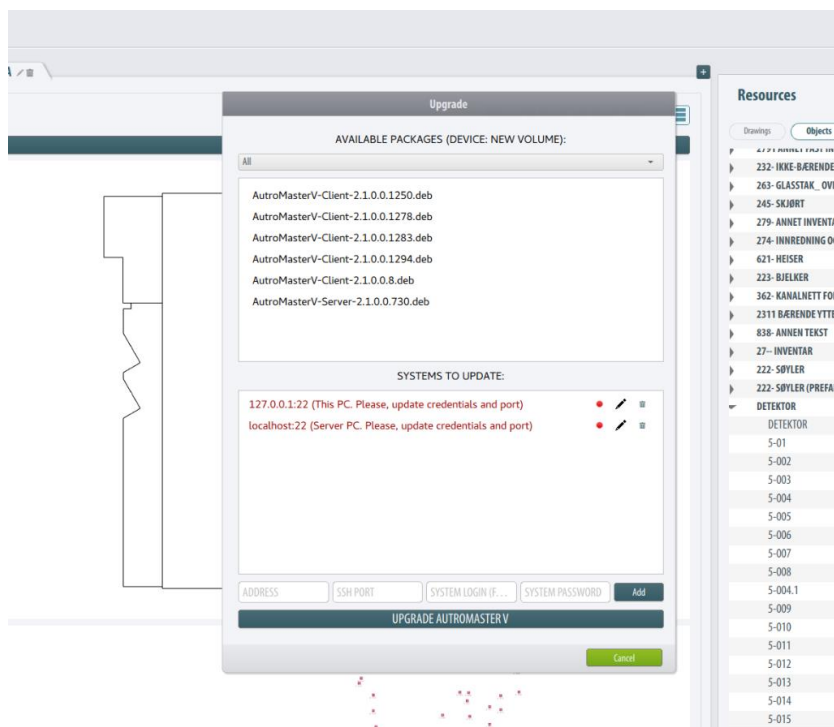 A
Upgrade
AVAILABLE PACKAGES (DEVICE: NEW VOLUME):
All
AutroMasterV-Client-2.1.0.0.1250.deb
AutroMasterV-Client-2.1.0.0.1278.deb
AutroMasterV-Client-2.1.0.0.1283.deb
AutroMasterV-Client-2.1.0.0.1294.deb
AutroMasterV-Client-2.1.0.0.8.deb
AutroMasterV-Server-2.1.0.0.730.deb
SYSTEMS TO UPDATE:
127.0.0.1:22 (This PC. Please, update credentials and port)
localhost:22 (Server PC. Please, update credentials and port)
ADDRESS SSH PORT SYSTEM LOGIN (F... SYSTEM PASSWORD Add
UPGRADE AUTROMASTER V
Cancel
Resources
Drawings Objects
232- IKKE-BÆRENDE
263- GLASSTAK_ OV
245- SKJØRT
279- ANNET INVENTA
274- INNREDNING O
621- HEISER
223- BJELKER
362- KANALNETT FO
2311 BÆRENDE YTTE
838- ANNEN TEKST
27-- INVENTAR
222- SØYLER
222- SØYLER (PREFA
DETEKTOR
DETEKTOR
5-01
5-002
5-003
5-004
5-005
5-006
5-007
5-008
5-004.1
5-009
5-010
5-011
5-012
5-013
5-014
5-015